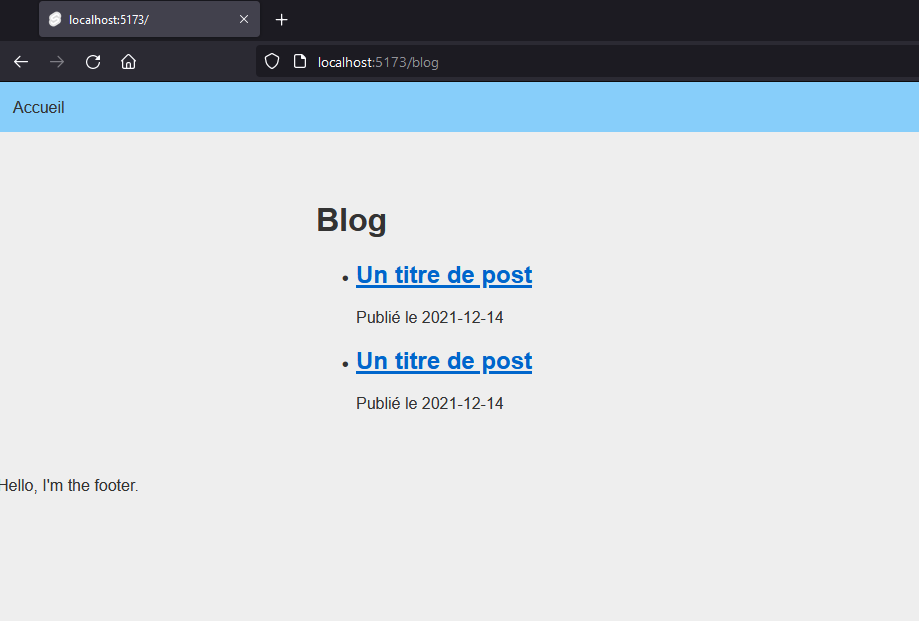 localhost:5173/
localhost:5173/blog
Accueil
Blog
Un titre de post
Publié le 2021-12-14
Un titre de post
Publié le 2021-12-14
Hello, I'm the footer.